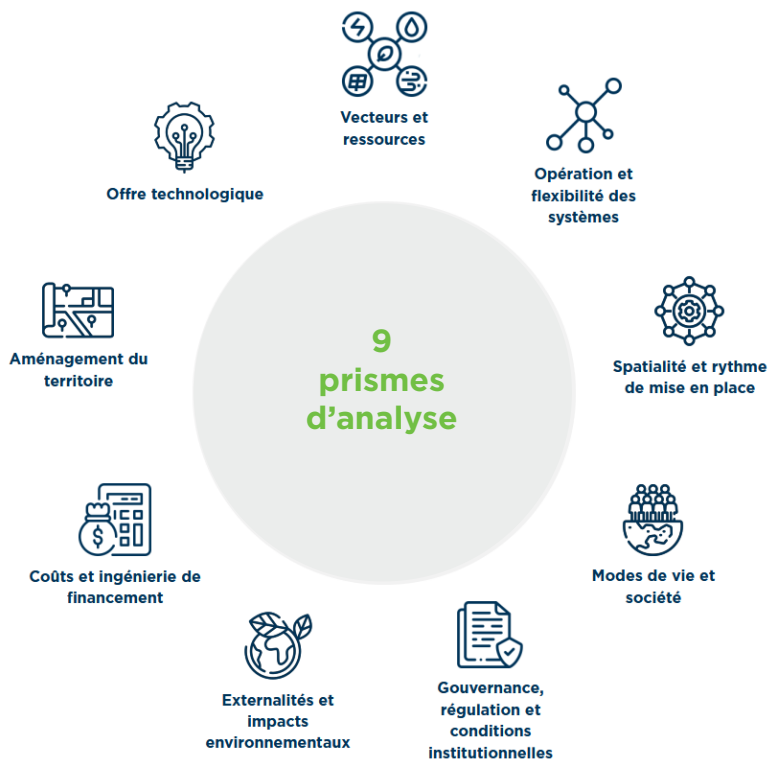 Vecteurs et
ressources
Opération et
flexibilité des
systèmes
Spatialité et rythme
de mise en place
Modes de vie et
société
Gouvernance,
régulation et
conditions
institutionnelles
Externalités et
impacts
environnementaux
Coûts et ingénierie de
financement
Aménagement du
territoire
Offre technologique
9
prismes
d’analyse
$